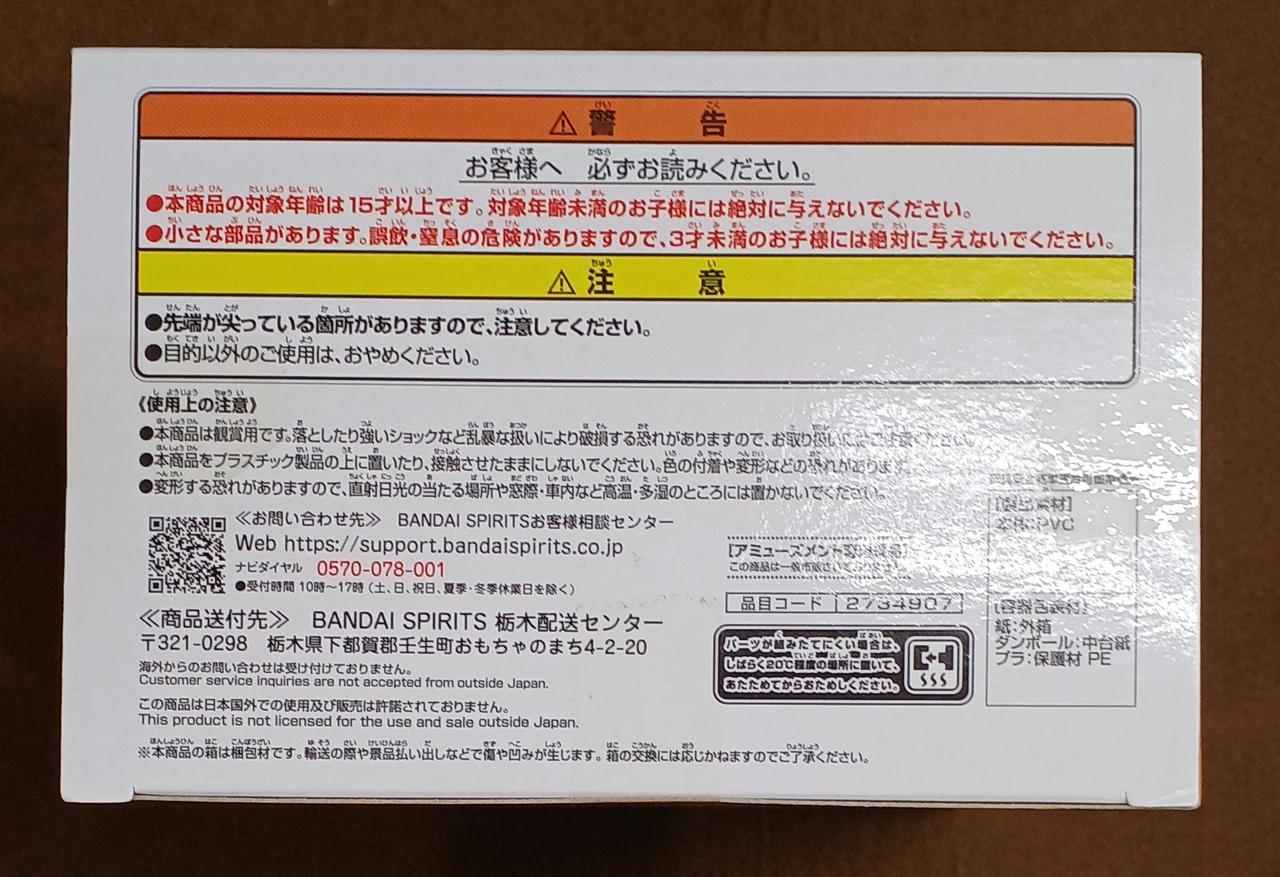 ⚠警 告
お客様へ 必ずお読みください。
●本商品の対象年齢は15才以上です。対象年齢未満のお子様には絶対に与えないでください。
●小さな部品があります。誤飲・窒息の危険がありますので、3才未満のお子様には絶対に与えないでください。
⚠注 意
●先端が尖っている箇所がありますので、注意してください。
●目的以外のご使用は、おやめください。
《使用上の注意》
●本商品は観賞用です。落としたり強いショックなど乱暴な扱いにより破損する恐れがありますので、お取り扱いには
●本商品をプラスチック製品の上に置いたり、接触させたままにしないでください。色の付着や変形などの恐れがあります。
●変形する恐れがありますので、直射日光の当たる場所や窓際・車内など高温・多湿のところには置かないでください。
≪お問い合わせ先≫ BANDAI SPIRITSお客様相談センター
Web https://support.bandaispirits.co.jp
ナビダイヤル 0570-078-001
●受付時間 10時〜17時(土、日、祝日、夏季・冬季休業日を除く)
≪商品送付先≫ BANDAI SPIRITS 栃木配送センター
〒321-0298 栃木県下都賀郡壬生町おもちゃのまち4-2-20
海外からのお問い合わせは受け付けておりません。
Customer service inquiries are not accepted from outside Japan.
この商品は日本国外での使用及び販売は許諾されておりません。
This product is not licensed for the use and sale outside Japan.
※本商品の箱は梱包材です。輸送の際や景品払い出しなどで傷や凹みが生じます。箱の交換には応じかねますのでご了承ください。
[アミューズメント
この商品は一般市販
品目コード 2734907
パーツが組みたてにくい場合は、
しばらく20℃程度の場所に置いて、
あたためてからおためしください。
本体:PVC
[容器包装材]
紙:外箱
ダンボール:中台紙
プラ:保護材 PE